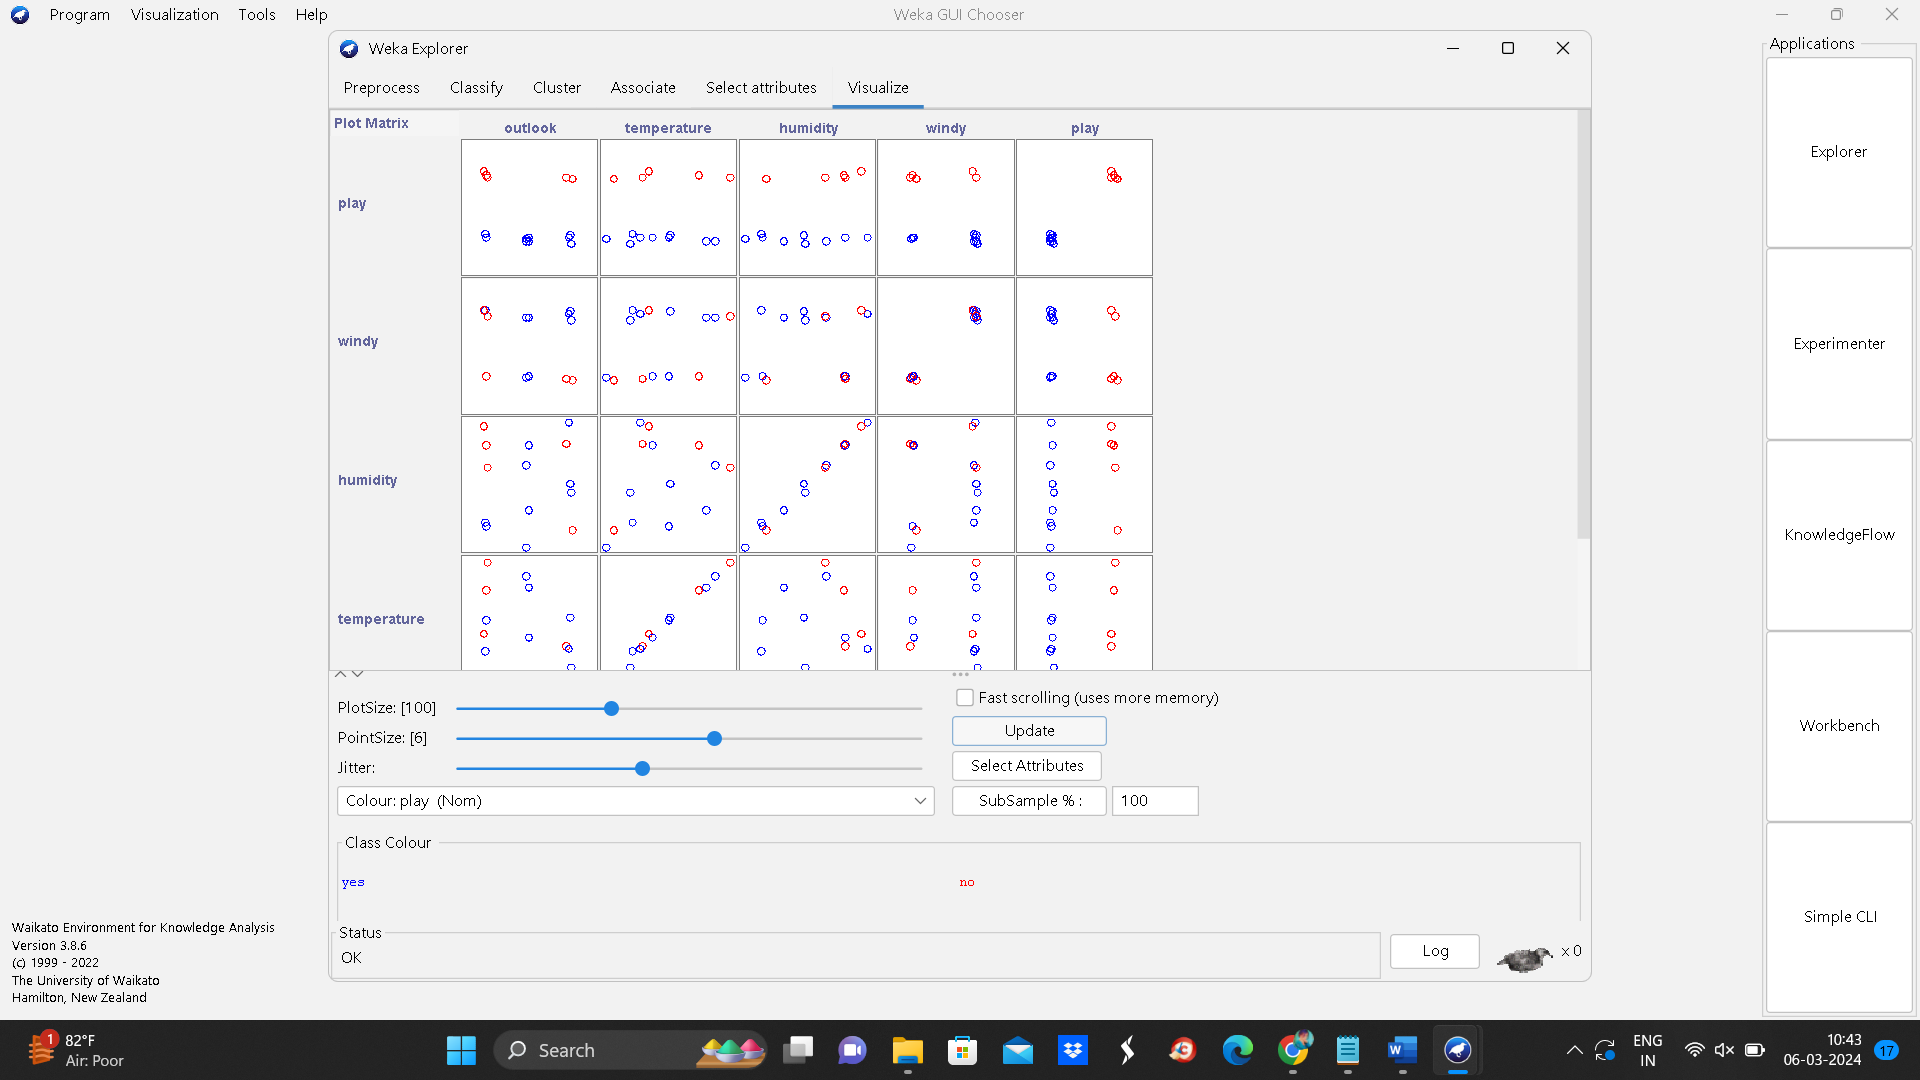 Program Visualization Tools Help
Weka GUI Chooser
Weka Explorer
Preprocess Classify Cluster Associate Select attributes Visualize
Plot Matrix
outlook temperature humidity windy play
play
windy
humidity
temperature
PlotSize: [100]
PointSize: [6]
Jitter:
Colour: play (Nom)
Fast scrolling (uses more memory)
Update
Select Attributes
SubSample % : 100
Class Colour
yes no
Status
OK
Log
x 0
Applications
Explorer
Experimenter
KnowledgeFlow
Workbench
Simple CLI
Waikato Environment for Knowledge Analysis
Version 3.8.6
(c) 1999 - 2022
The University of Waikato
Hamilton, New Zealand
1
82°F
Air: Poor
Search
ENG
IN
10:43
06-03-2024
17